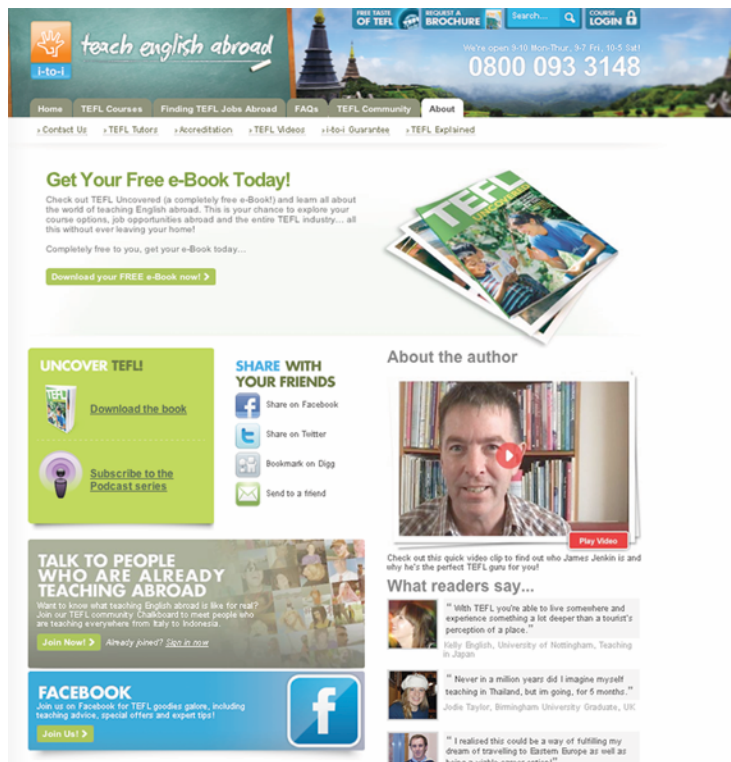 FREE TASTE
OF TEFL
REQUEST A
BROCHURE
Search...
COURSE
LOGIN
i-to-i
teach english abroad
We're open 9-10 Mon-Thur, 9-7 Fri, 10-5 Sat!
0800 093 3148
Home
TEFL Courses
Finding TEFL Jobs Abroad
FAQs
TEFL Community
About
Contact Us
TEFL Tutors
Accreditation
TEFL Videos
i-to-i Guarantee
TEFL Explained
Get Your Free e-Book Today!
Check out TEFL Uncovered (a completely free e-Book!) and learn all about
the world of teaching English abroad. This is your chance to explore your
course options, job opportunities abroad and the entire TEFL industry... all
this without ever leaving your home!
Completely free to you, get your e-Book today...
Download your FREE e-Book now!
TEFL
UNCOVERED
UNCOVER TEFL!
Download the book
Subscribe to the
Podcast series
SHARE WITH
YOUR FRIENDS
Share on Facebook
Share on Twitter
Bookmark on Digg
Send to a friend
About the author
Play Video
Check out this quick video clip to find out who James Jenkin is and
why he's the perfect TEFL guru for you!
TALK TO PEOPLE
WHO ARE ALREADY
TEACHING ABROAD
Want to know what teaching English abroad is like for real?
Join our TEFL community Chalkboard to meet people who
are teaching everywhere from Italy to Indonesia.
Join Now!
Already joined? Sign in now
FACEBOOK
Join us on Facebook for TEFL goodies galore, including
teaching advice, special offers and expert tips!
Join Us!
What readers say...
" With TEFL you're able to live somewhere and
experience something a lot deeper than a tourist's
perception of a place."
Kelly English, University of Nottingham, Teaching
in Japan
" Never in a million years did I imagine myself
teaching in Thailand, but im going, for 5 months."
Jodie Taylor, Birmingham University Graduate, UK
" I realised this could be a way of fulfilling my
dream of travelling to Eastern Europe as well as